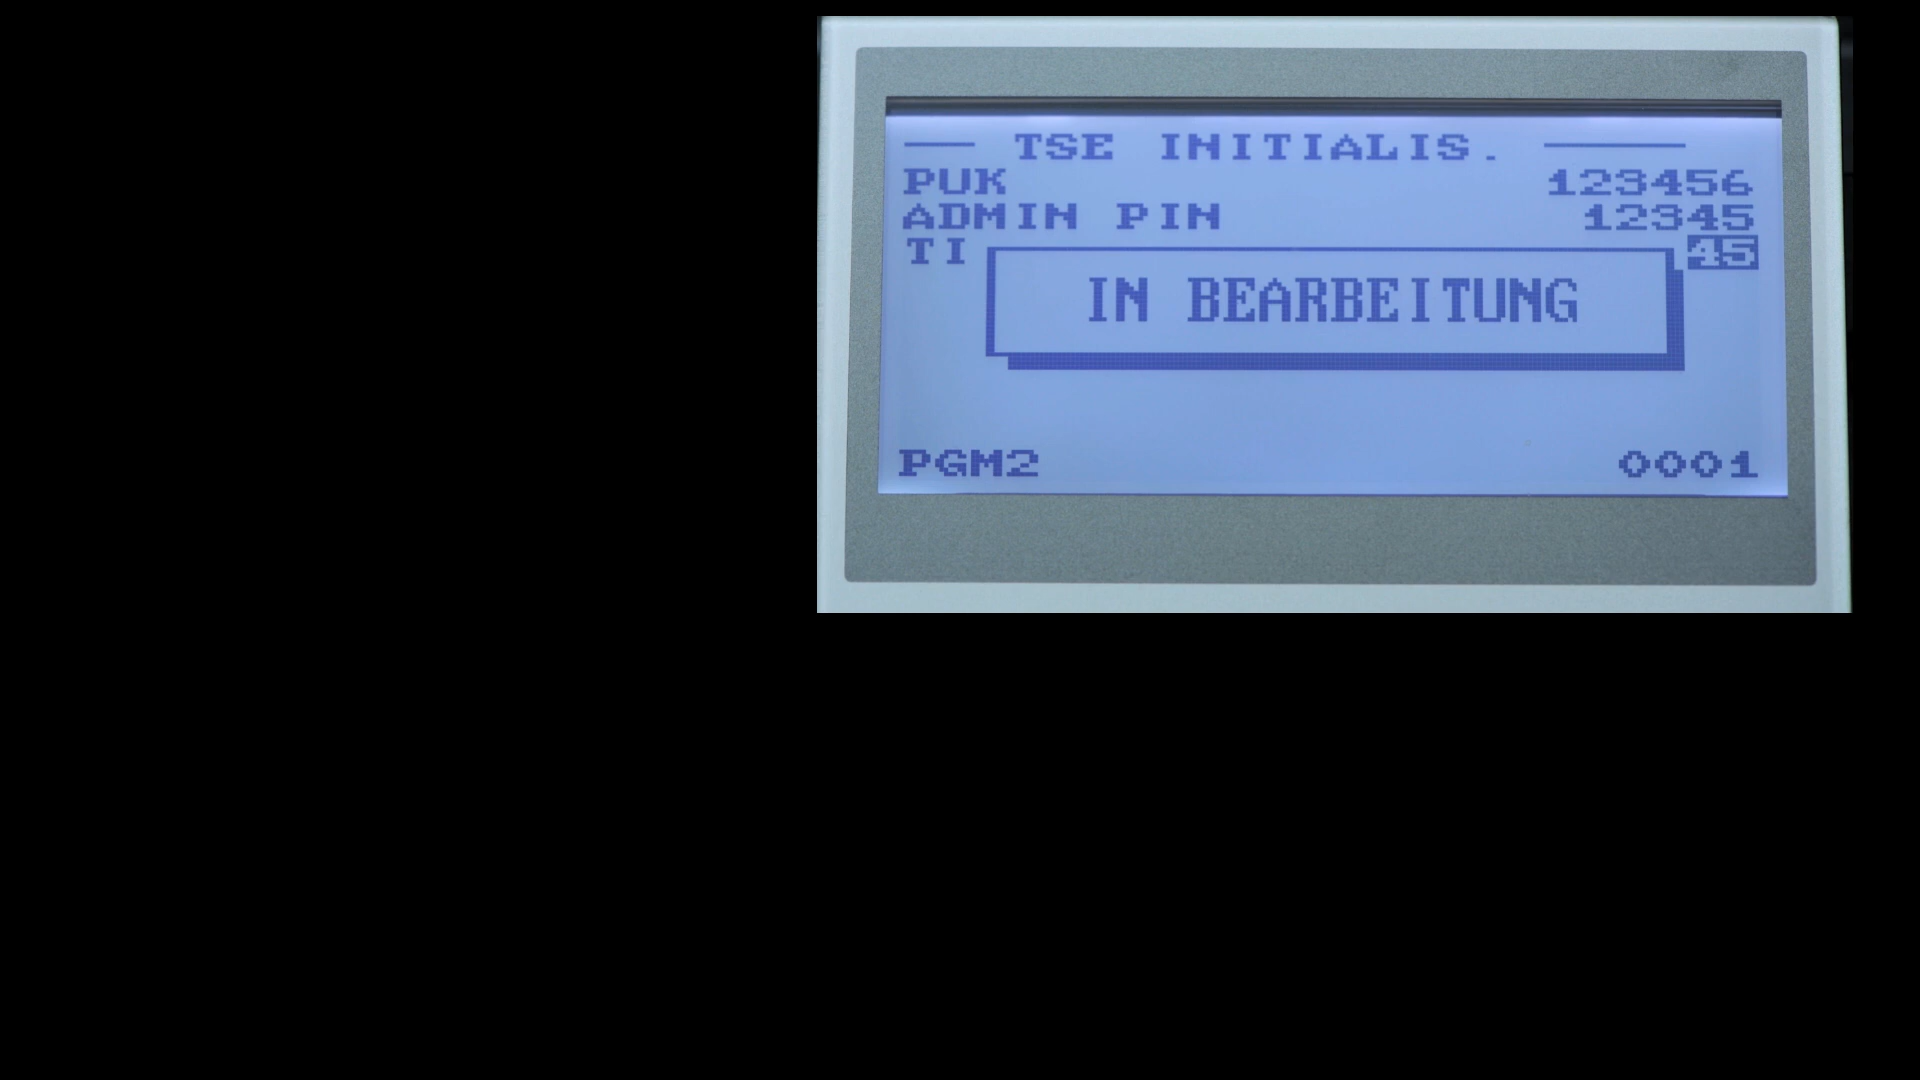 TSE INITIALIS.
PUK 123456
ADMIN PIN 12345
TI 45
IN BEARBEITUNG
PGM2 0001